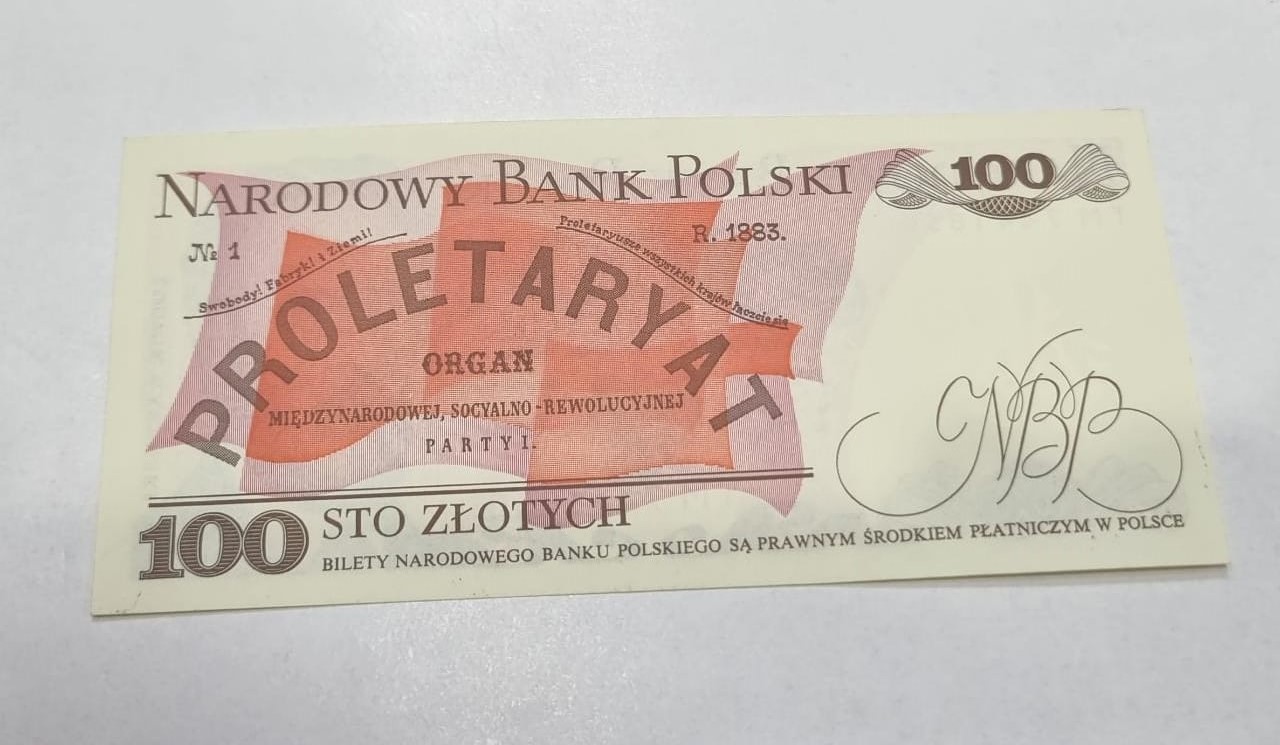 NARODOWY BANK POLSKI
100
№ 1
R. 1883.
Swobody! Fabryk! i Ziemi!
Proletaryusze wszystkich krajów łączcie się
PROLETARYAT
ORGAN
MIĘDZYNARODOWEJ, SOCYALNO-REWOLUCYJNEJ
PARTYI.
NBP
100 STO ZŁOTYCH
BILETY NARODOWEGO BANKU POLSKIEGO SĄ PRAWNYM ŚRODKIEM PŁATNICZYM W POLSCE